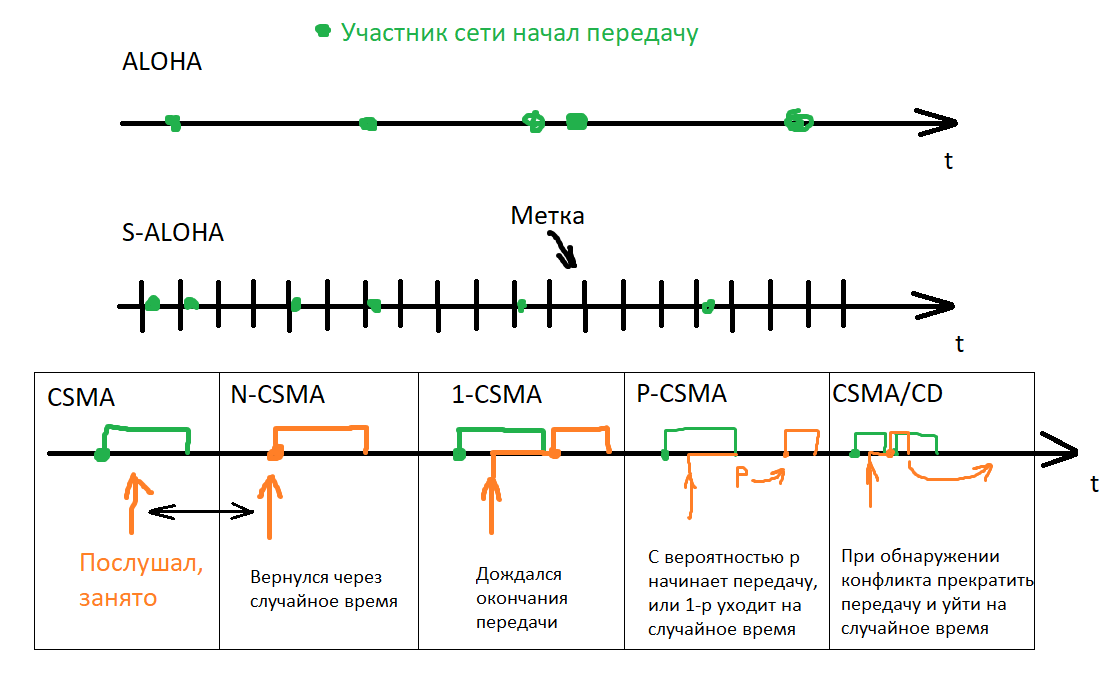 Участник сети начал передачу
ALOHA
t
Метка
S-ALOHA
t
CSMA
Послушал,
занято
N-CSMA
Вернулся через
случайное время
1-CSMA
Дождался
окончания
передачи
P-CSMA
P
С вероятностью p
начинает передачу,
или 1-p уходит на
случайное время
CSMA/CD
При обнаружении
конфликта прекратить
передачу и уйти на
случайное время
t